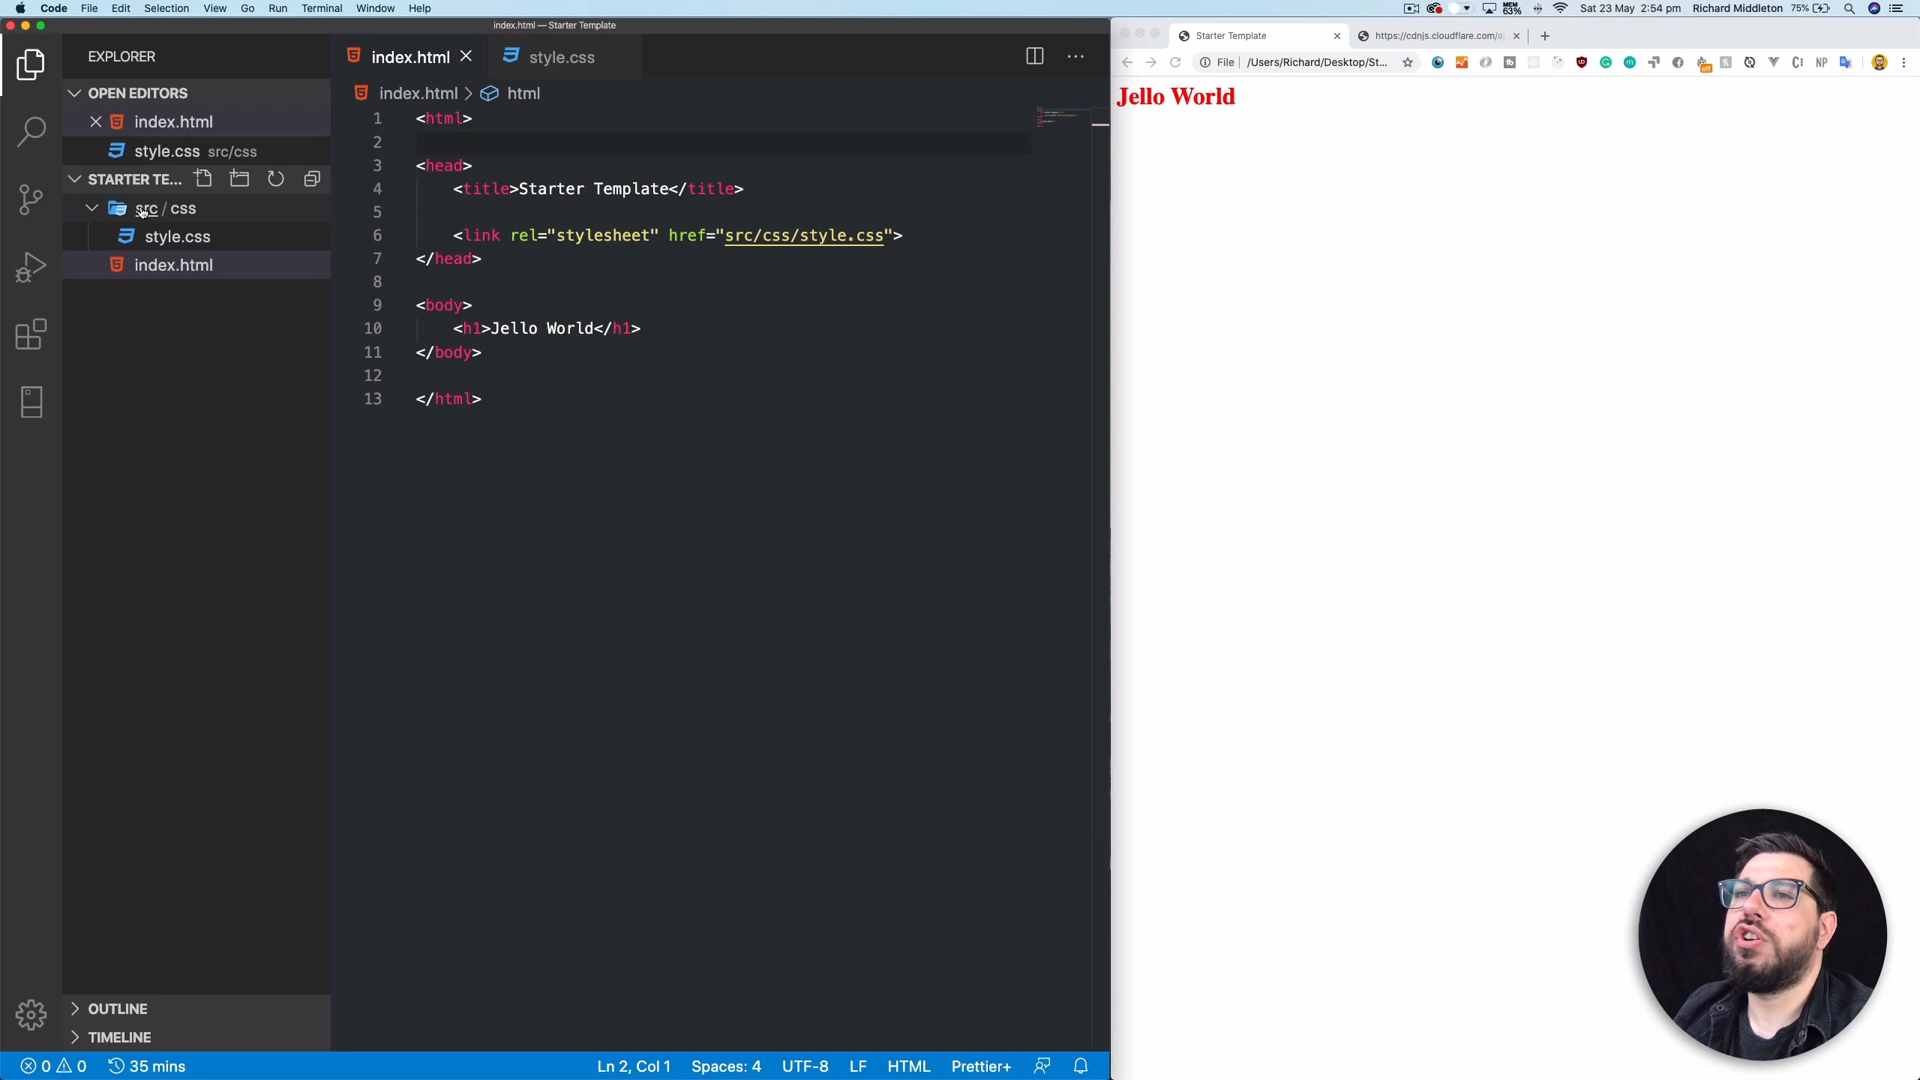 Code File Edit Selection View Go Run Terminal Window Help
MEM 63% Sat 23 May 2:54 pm Richard Middleton 75%
index.html — Starter Template
EXPLORER
OPEN EDITORS
index.html
style.css src/css
STARTER TE...
src / css
style.css
index.html
OUTLINE
TIMELINE
index.html style.css
index.html > html
1 <html>
2
3 <head>
4 <title>Starter Template</title>
5
6 <link rel="stylesheet" href="src/css/style.css">
7 </head>
8
9 <body>
10 <h1>Jello World</h1>
11 </body>
12
13 </html>
0 0 35 mins Ln 2, Col 1 Spaces: 4 UTF-8 LF HTML Prettier+
Starter Template https://cdnjs.cloudflare.com/a
File /Users/Richard/Desktop/St... off NP
Jello World